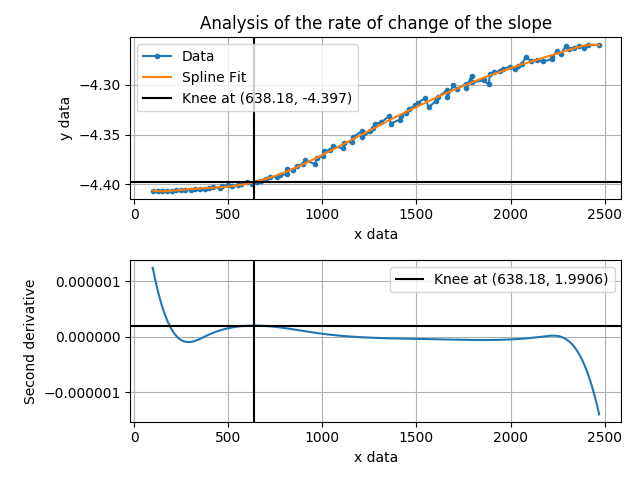 Analysis of the rate of change of the slope
Data
Spline Fit
Knee at (638.18, -4.397)
y data
−4.30
−4.35
−4.40
0 500 1000 1500 2000 2500
x data
Knee at (638.18, 1.9906)
Second derivative
0.000001
0.000000
−0.000001
0 500 1000 1500 2000 2500
x data